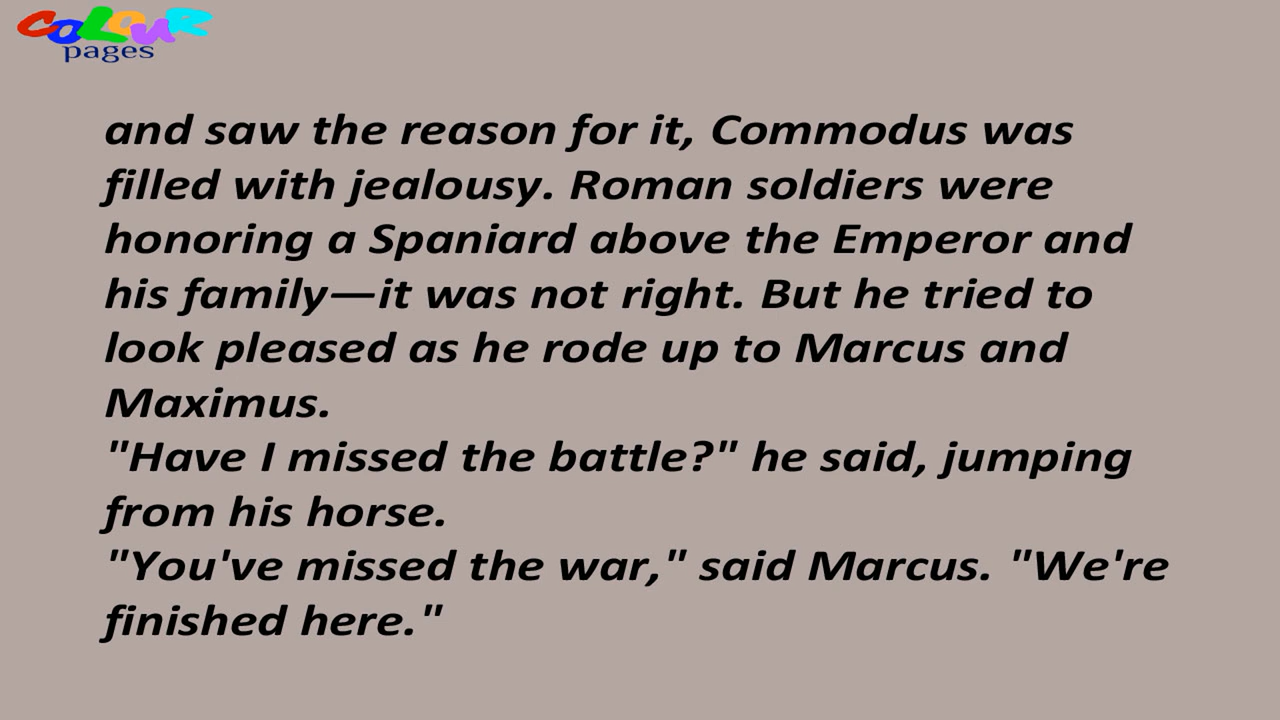 COLOUR
pages
and saw the reason for it, Commodus was
filled with jealousy. Roman soldiers were
honoring a Spaniard above the Emperor and
his family—it was not right. But he tried to
look pleased as he rode up to Marcus and
Maximus.
"Have I missed the battle?" he said, jumping
from his horse.
"You've missed the war," said Marcus. "We're
finished here."